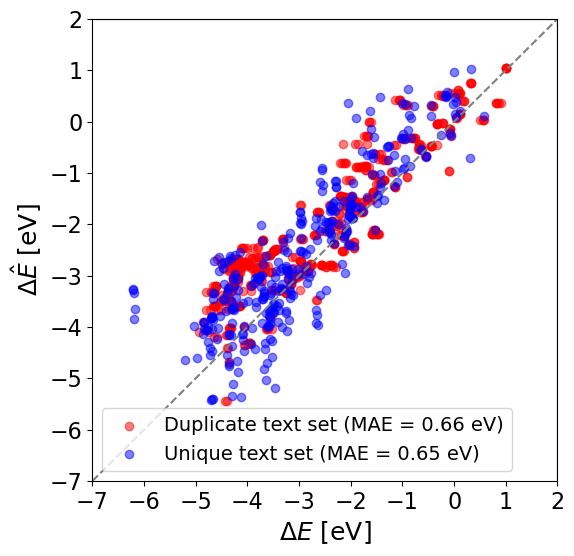 2
1
0
−1
−2
−3
−4
−5
−6
−7
ΔÊ [eV]
Duplicate text set (MAE = 0.66 eV)
Unique text set (MAE = 0.65 eV)
−7 −6 −5 −4 −3 −2 −1 0 1 2
ΔE [eV]